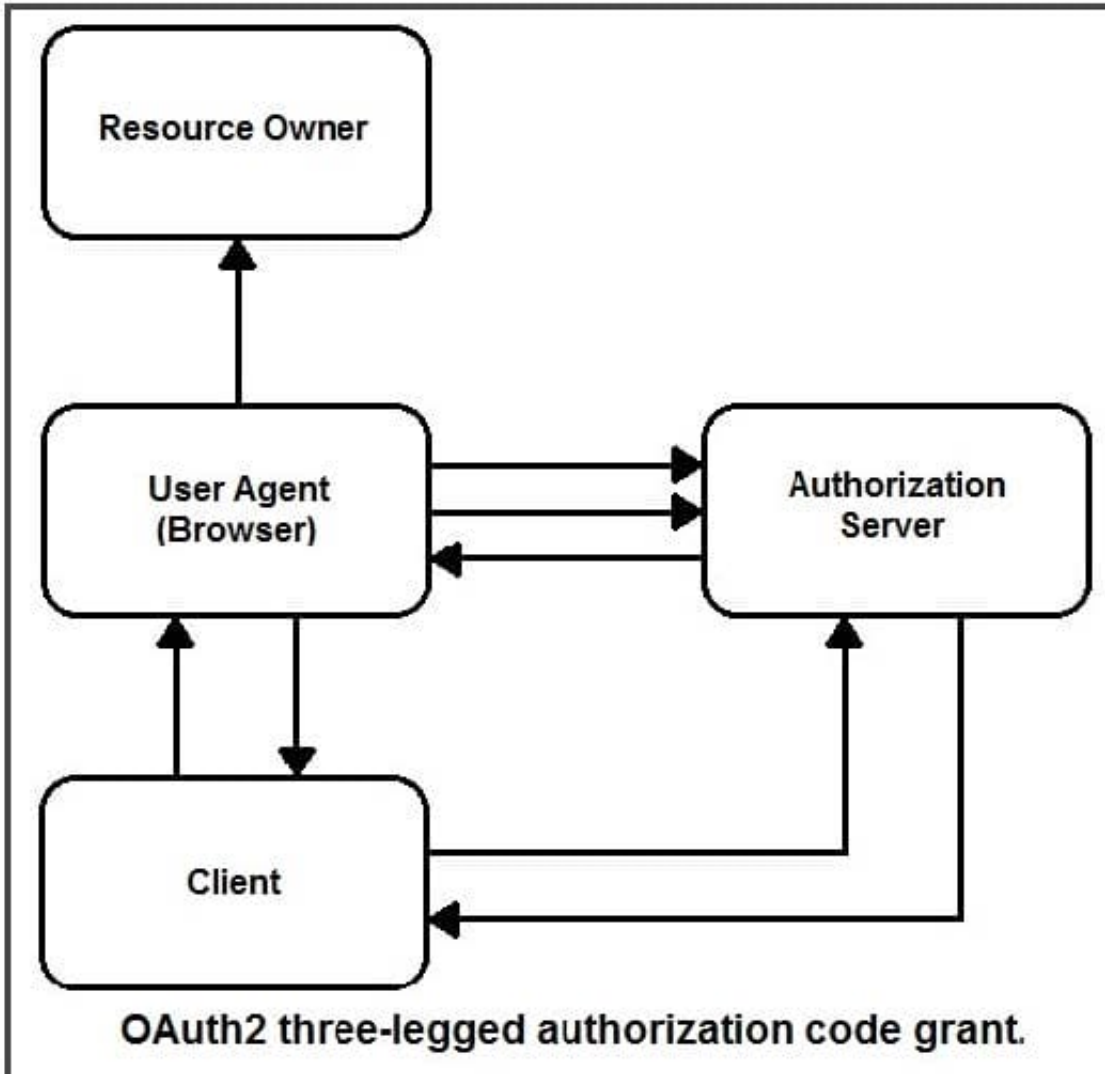 Resource Owner
User Agent
(Browser)
Authorization
Server
Client
OAuth2 three-legged authorization code grant.